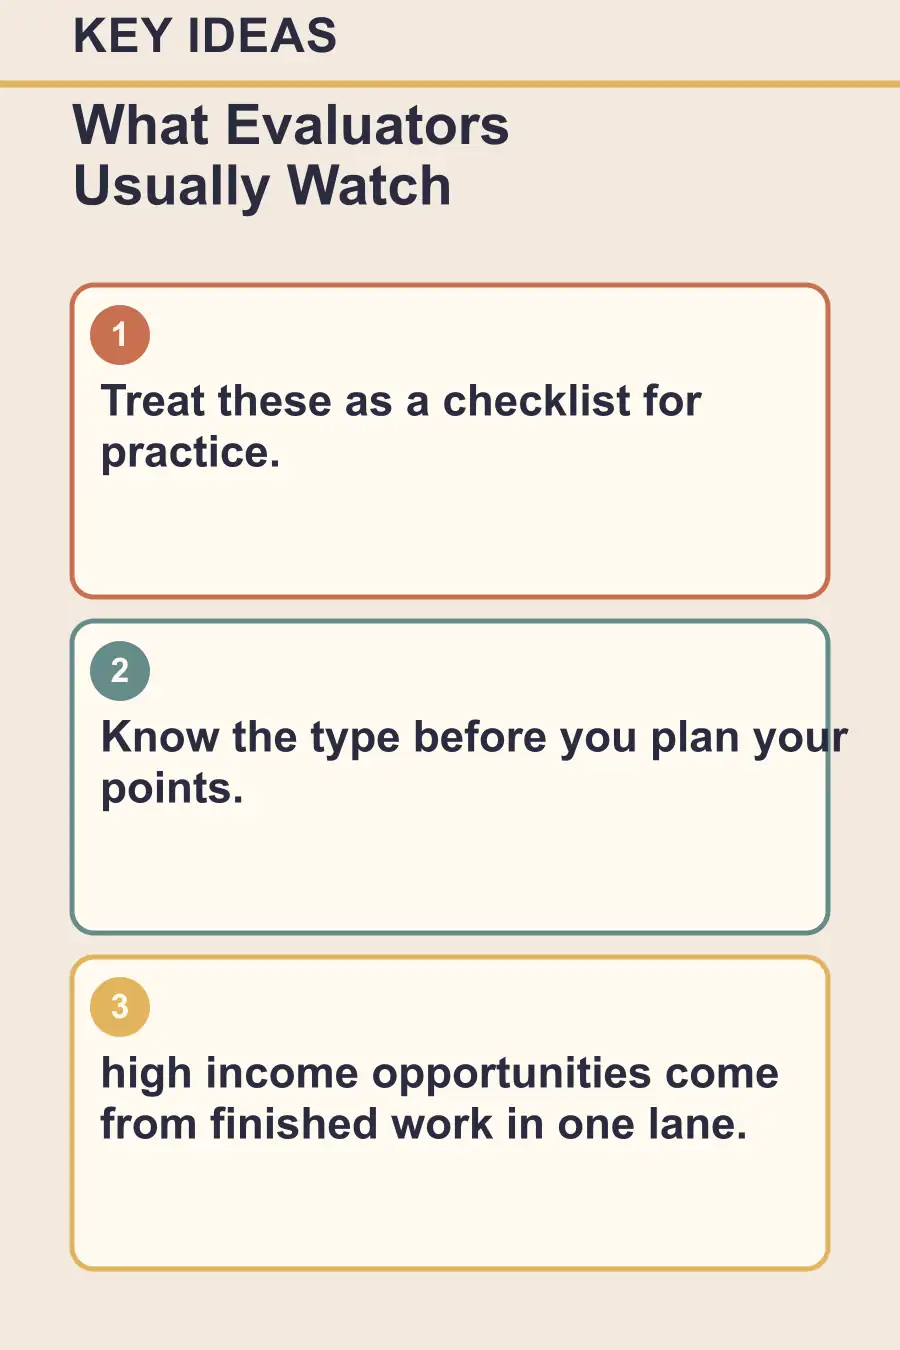 KEY IDEAS
What Evaluators
Usually Watch
1
Treat these as a checklist for
practice.
2
Know the type before you plan your
points.
3
high income opportunities come
from finished work in one lane.